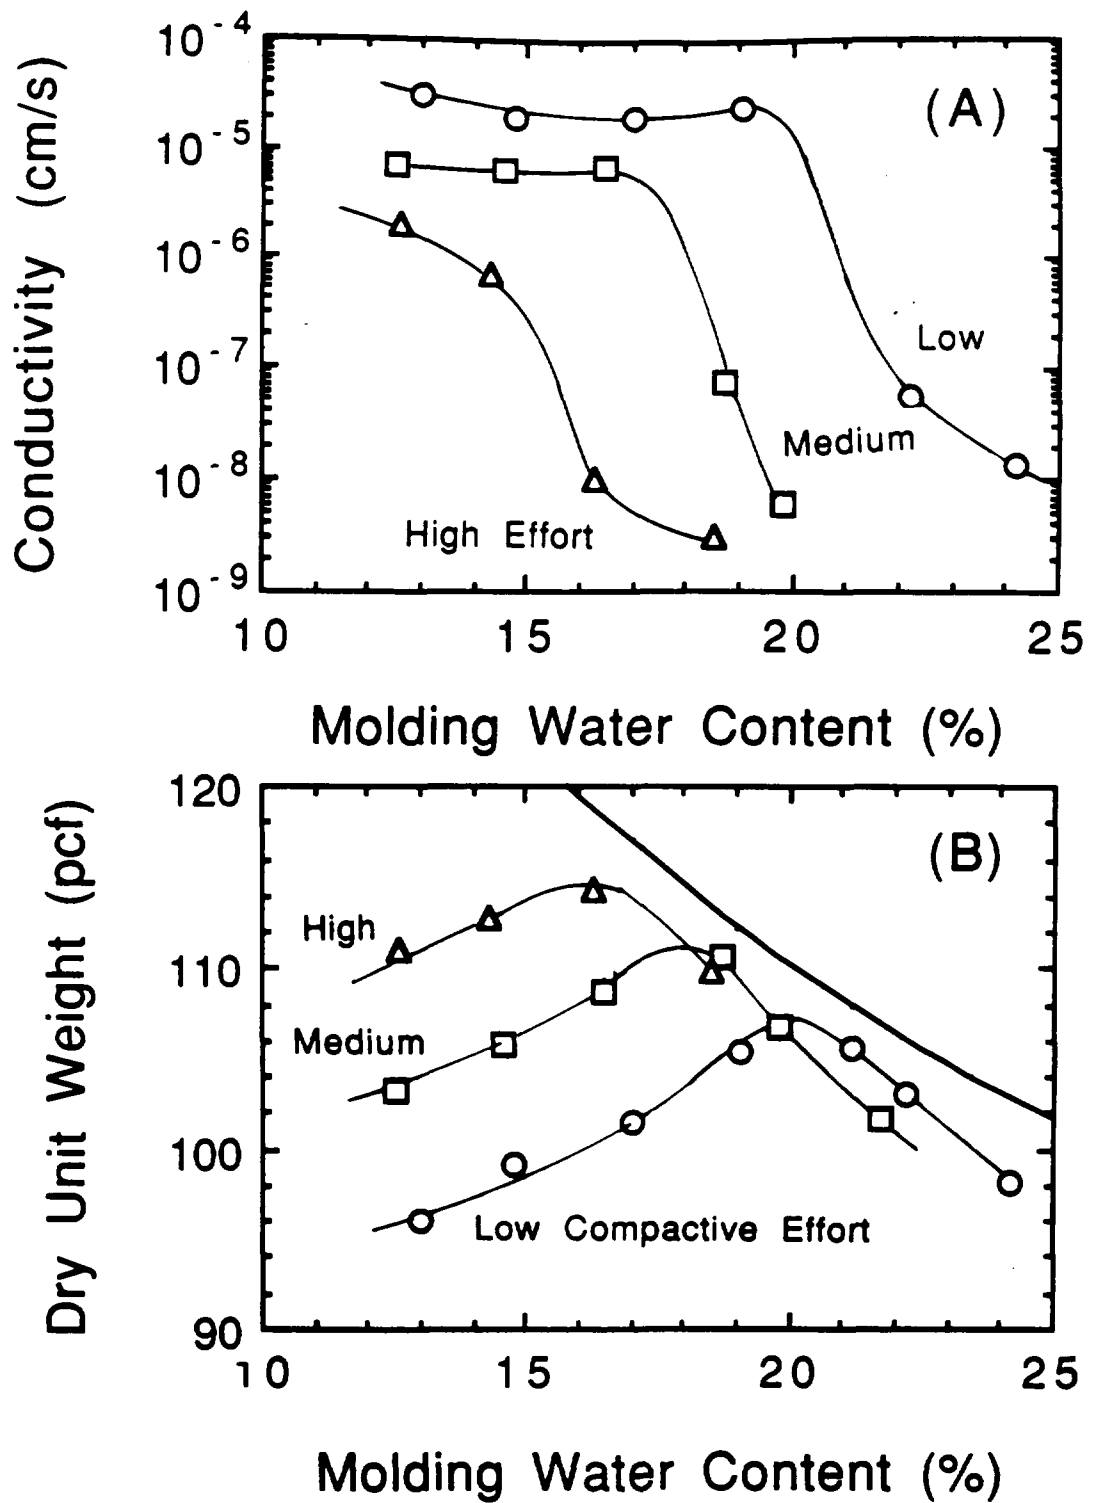 10-4
(A)
10-5
10-6
Low
10-7
Medium
10-8
High Effort
10-9
Conductivity (cm/s)
10 15 20 25
Molding Water Content (%)
120
(B)
High
110
Medium
100
Low Compactive Effort
90
Dry Unit Weight (pcf)
10 15 20 25
Molding Water Content (%)